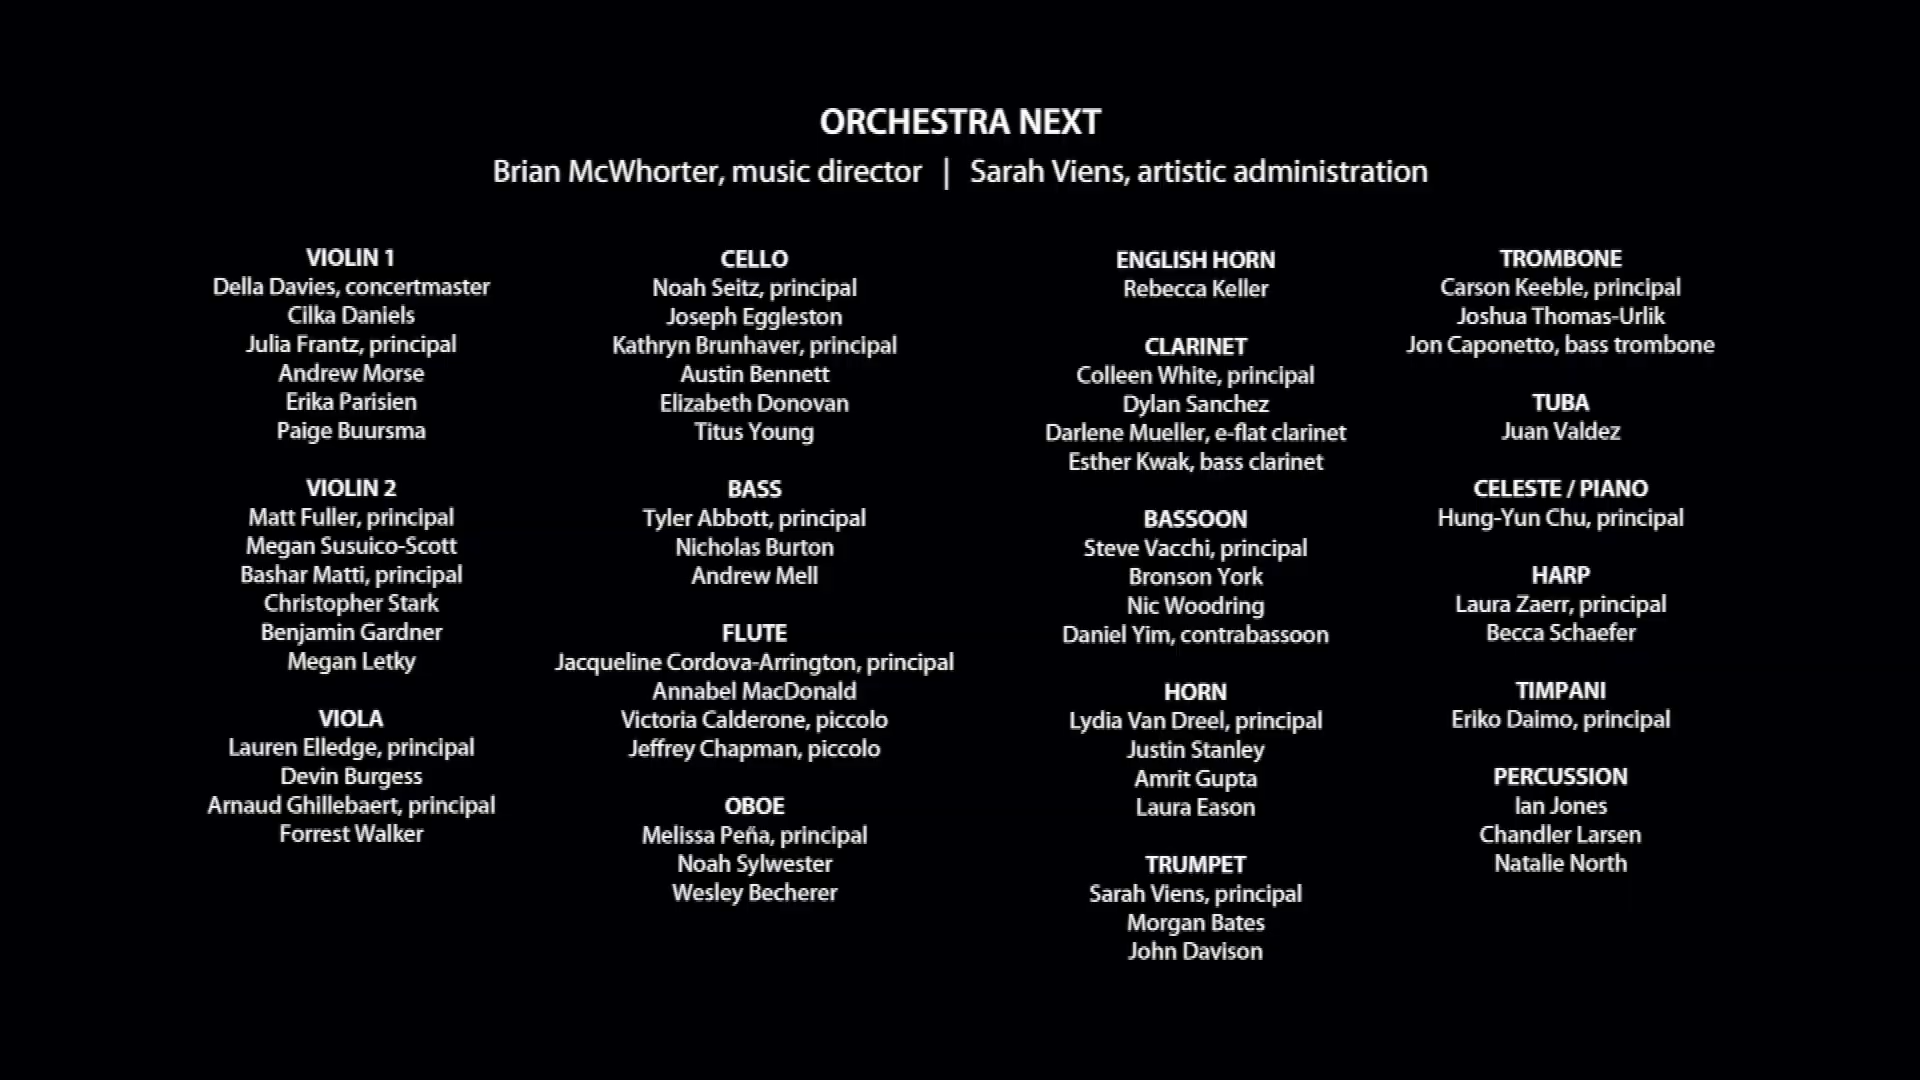 ORCHESTRA NEXT
Brian McWhorter, music director | Sarah Viens, artistic administration
VIOLIN 1
Della Davies, concertmaster
Cilka Daniels
Julia Frantz, principal
Andrew Morse
Erika Parisien
Paige Buursma
VIOLIN 2
Matt Fuller, principal
Megan Susuico-Scott
Bashar Matti, principal
Christopher Stark
Benjamin Gardner
Megan Letky
VIOLA
Lauren Elledge, principal
Devin Burgess
Arnaud Ghillebaert, principal
Forrest Walker
CELLO
Noah Seitz, principal
Joseph Eggleston
Kathryn Brunhaver, principal
Austin Bennett
Elizabeth Donovan
Titus Young
BASS
Tyler Abbott, principal
Nicholas Burton
Andrew Mell
FLUTE
Jacqueline Cordova-Arrington, principal
Annabel MacDonald
Victoria Calderone, piccolo
Jeffrey Chapman, piccolo
OBOE
Melissa Peña, principal
Noah Sylwester
Wesley Becherer
ENGLISH HORN
Rebecca Keller
CLARINET
Colleen White, principal
Dylan Sanchez
Darlene Mueller, e-flat clarinet
Esther Kwak, bass clarinet
BASSOON
Steve Vacchi, principal
Bronson York
Nic Woodring
Daniel Yim, contrabassoon
HORN
Lydia Van Dreel, principal
Justin Stanley
Amrit Gupta
Laura Eason
TRUMPET
Sarah Viens, principal
Morgan Bates
John Davison
TROMBONE
Carson Keeble, principal
Joshua Thomas-Urlik
Jon Caponetto, bass trombone
TUBA
Juan Valdez
CELESTE / PIANO
Hung-Yun Chu, principal
HARP
Laura Zaerr, principal
Becca Schaefer
TIMPANI
Eriko Daimo, principal
PERCUSSION
Ian Jones
Chandler Larsen
Natalie North